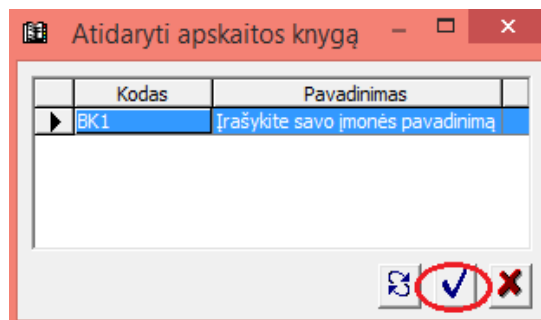 Atidaryti apskaitos knygą
Kodas Pavadinimas
BK1 Įrašykite savo įmonės pavadinimą